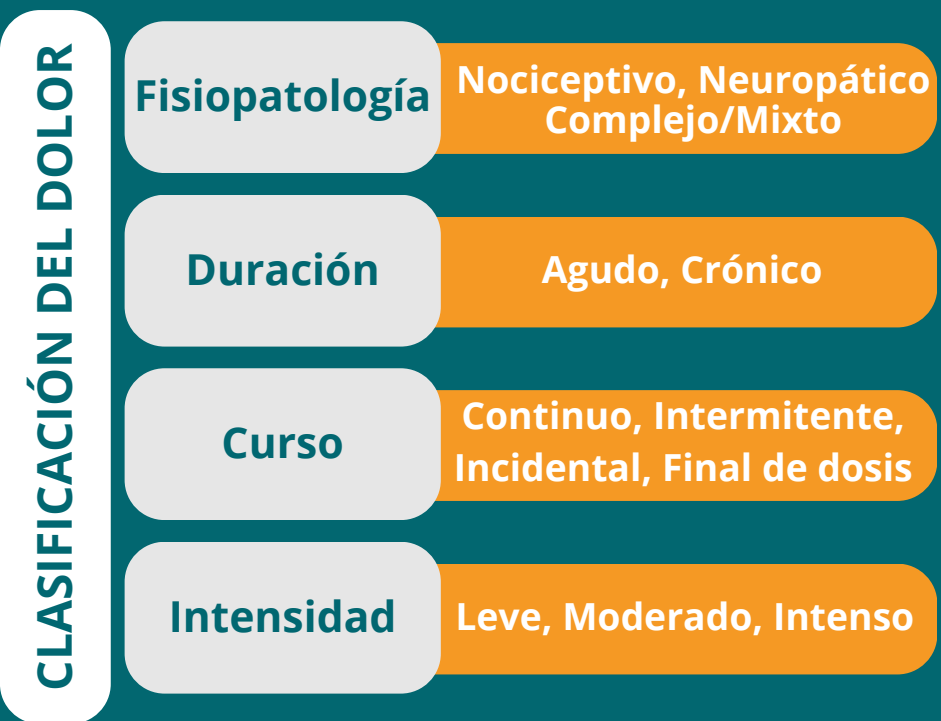 CLASIFICACIÓN DEL DOLOR
Fisiopatología
Nociceptivo, Neuropático
Complejo/Mixto
Duración
Agudo, Crónico
Curso
Continuo, Intermitente,
Incidental, Final de dosis
Intensidad
Leve, Moderado, Intenso